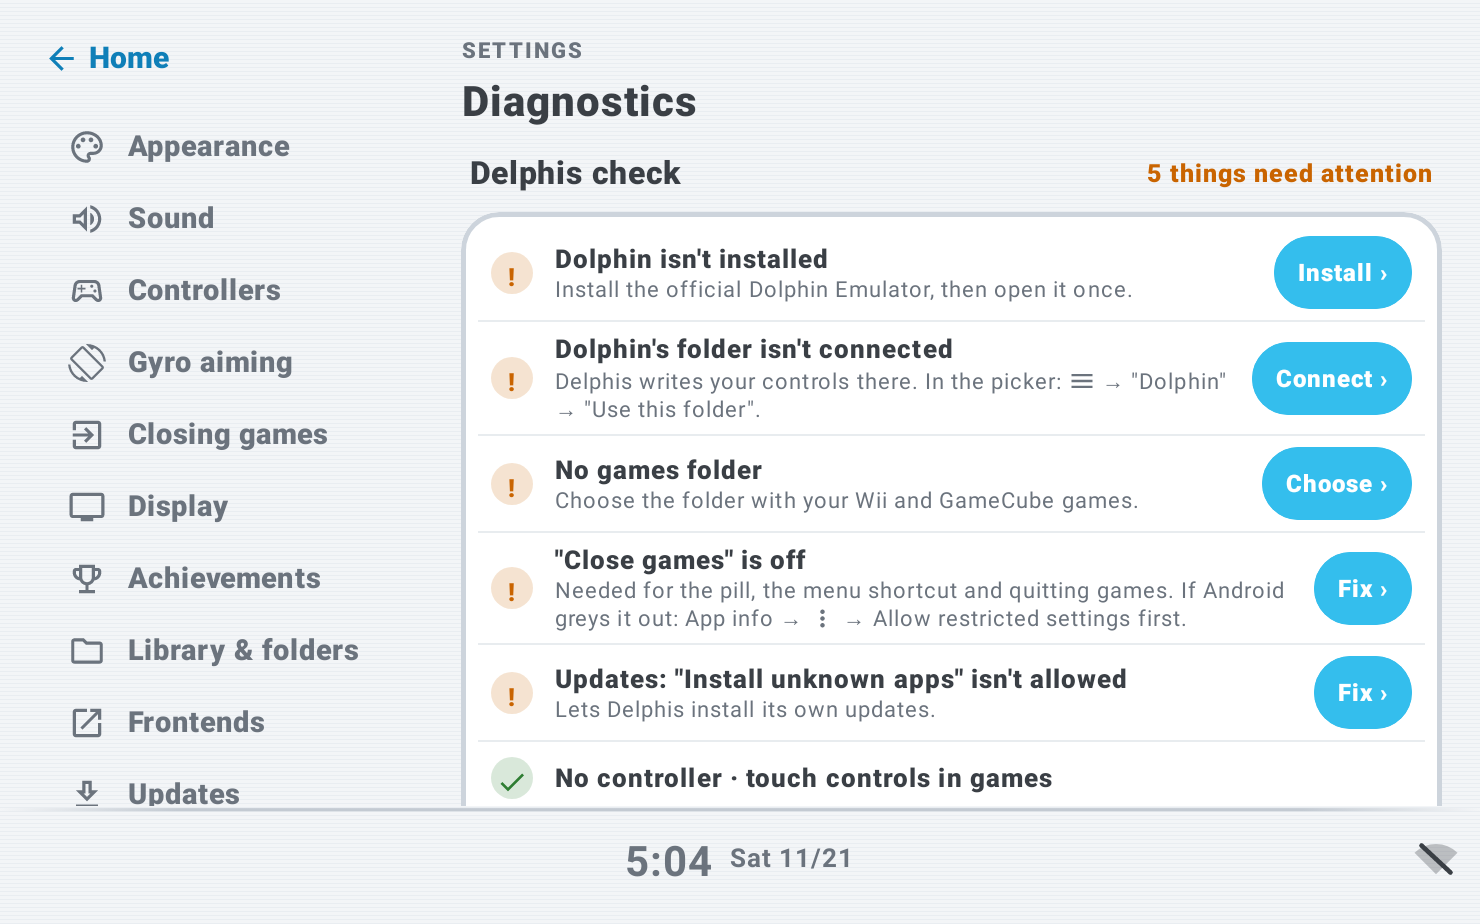 Home
Appearance
Sound
Controllers
Gyro aiming
Closing games
Display
Achievements
Library & folders
Frontends
Updates
SETTINGS
Diagnostics
Delphis check
5 things need attention
Dolphin isn't installed
Install the official Dolphin Emulator, then open it once.
Install ›
Dolphin's folder isn't connected
Delphis writes your controls there. In the picker: ☰ → "Dolphin"
→ "Use this folder".
Connect ›
No games folder
Choose the folder with your Wii and GameCube games.
Choose ›
"Close games" is off
Needed for the pill, the menu shortcut and quitting games. If Android
greys it out: App info → ⋮ → Allow restricted settings first.
Fix ›
Updates: "Install unknown apps" isn't allowed
Lets Delphis install its own updates.
Fix ›
No controller · touch controls in games
5:04 Sat 11/21